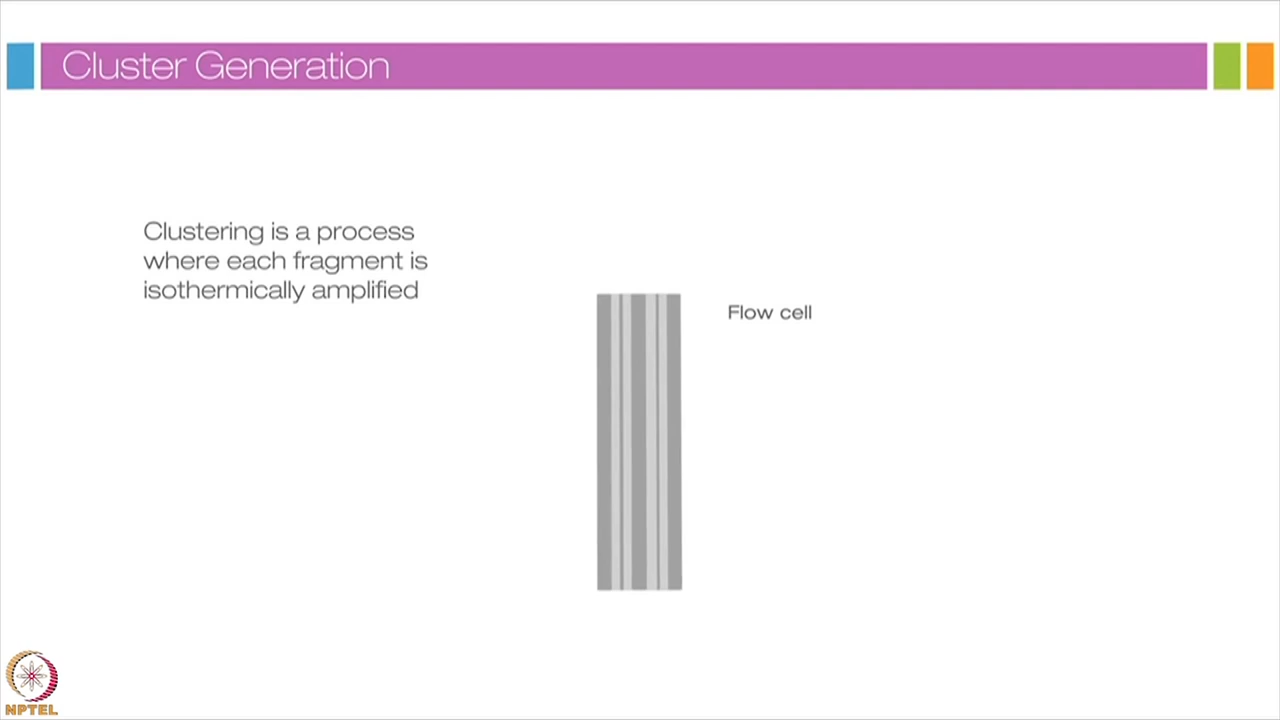 Cluster Generation
Clustering is a process
where each fragment is
isothermically amplified
Flow cell
NPTEL